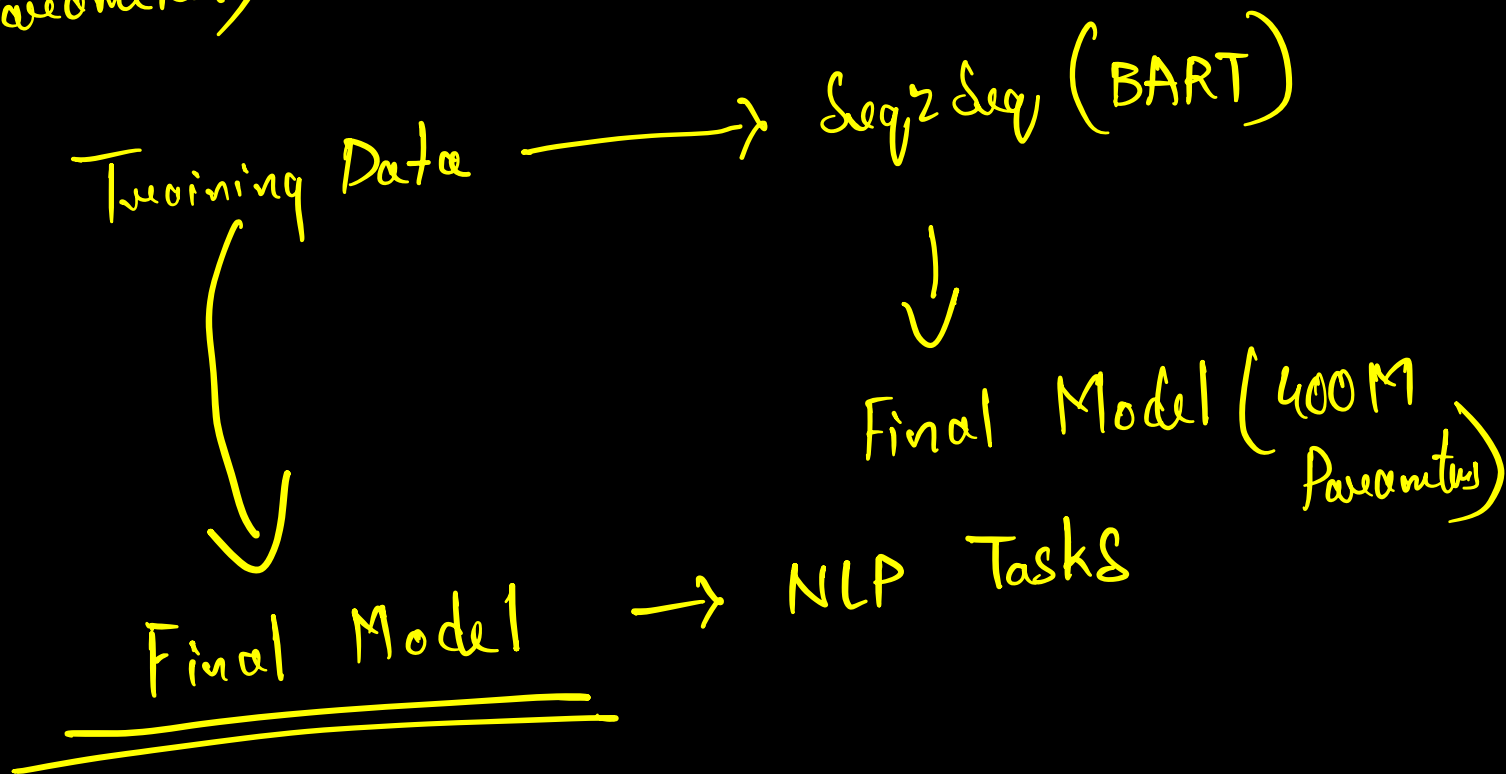 Training Data → Seq2Seq (BART)
Final Model (400M
Parameters)
Final Model → NLP Tasks